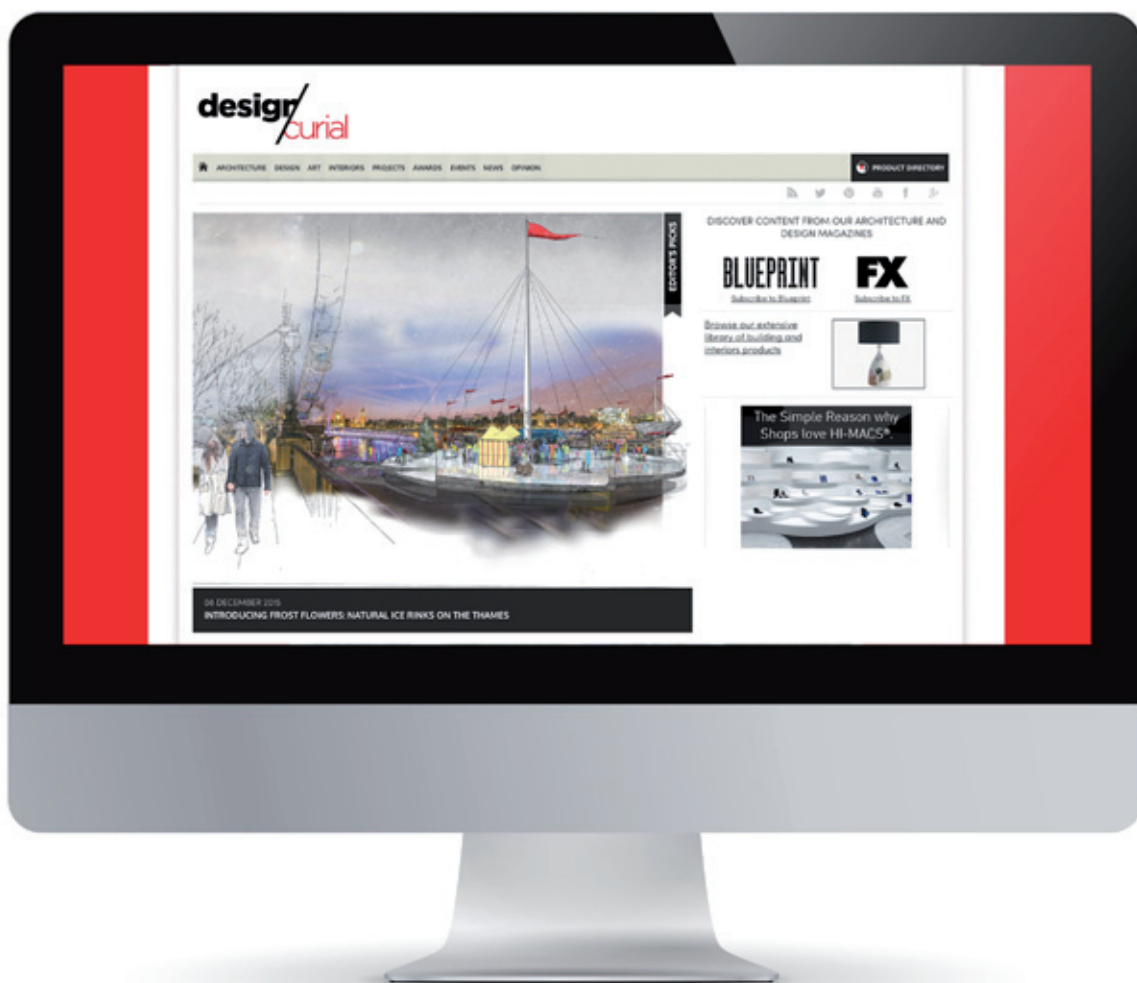 design/
curial
ARCHITECTURE DESIGN ART INTERIORS PROJECTS AWARDS EVENTS NEWS OPINION
PRODUCT DIRECTORY
EDITOR'S PICKS
DISCOVER CONTENT FROM OUR ARCHITECTURE AND
DESIGN MAGAZINES
BLUEPRINT
Subscribe to Blueprint
FX
Subscribe to FX
Browse our extensive
library of building and
interiors products
The Simple Reason why
Shops love HI-MACS®.
08 DECEMBER 2015
INTRODUCING FROST FLOWERS: NATURAL ICE RINKS ON THE THAMES